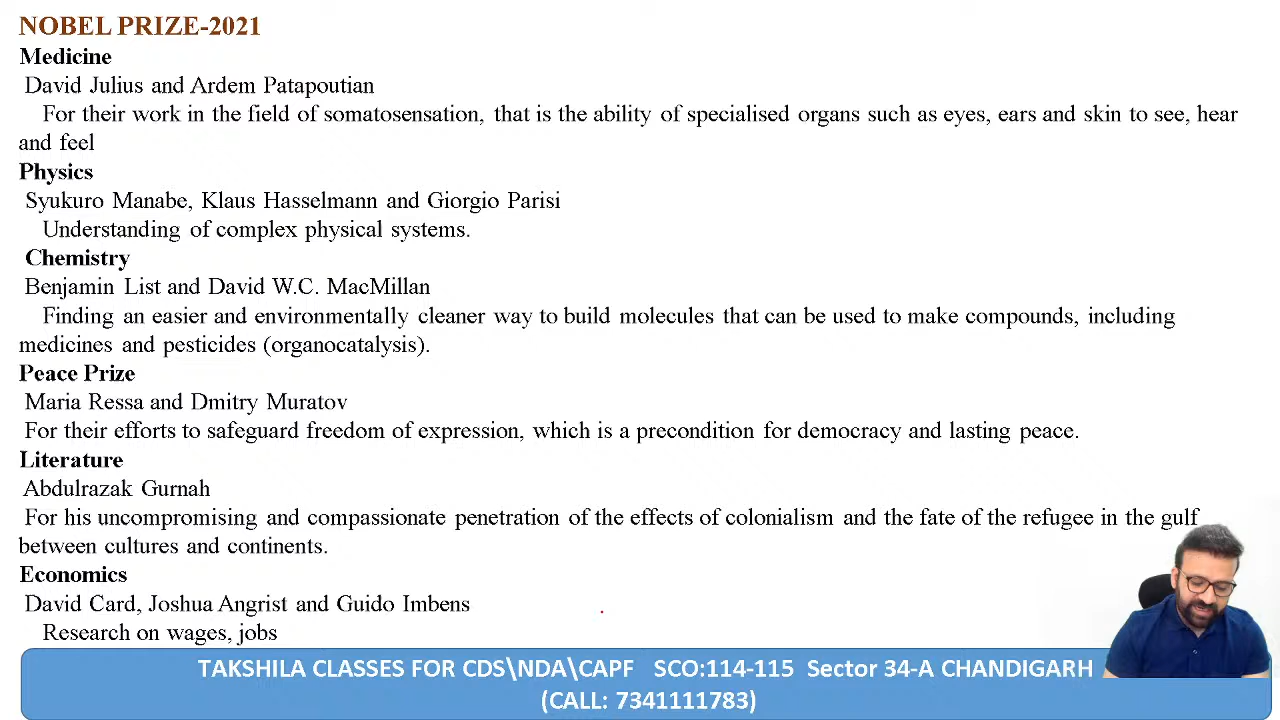 NOBEL PRIZE-2021
Medicine
David Julius and Ardem Patapoutian
For their work in the field of somatosensation, that is the ability of specialised organs such as eyes, ears and skin to see, hear
and feel
Physics
Syukuro Manabe, Klaus Hasselmann and Giorgio Parisi
Understanding of complex physical systems.
Chemistry
Benjamin List and David W.C. MacMillan
Finding an easier and environmentally cleaner way to build molecules that can be used to make compounds, including
medicines and pesticides (organocatalysis).
Peace Prize
Maria Ressa and Dmitry Muratov
For their efforts to safeguard freedom of expression, which is a precondition for democracy and lasting peace.
Literature
Abdulrazak Gurnah
For his uncompromising and compassionate penetration of the effects of colonialism and the fate of the refugee in the gulf
between cultures and continents.
Economics
David Card, Joshua Angrist and Guido Imbens
Research on wages, jobs
TAKSHILA CLASSES FOR CDS\NDA\CAPF SCO:114-115 Sector 34-A CHANDIGARH
(CALL: 7341111783)